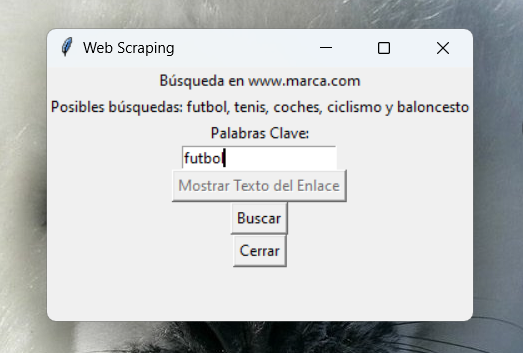 Web Scraping
Búsqueda en www.marca.com
Posibles búsquedas: futbol, tenis, coches, ciclismo y baloncesto
Palabras Clave:
futbol
Mostrar Texto del Enlace
Buscar
Cerrar